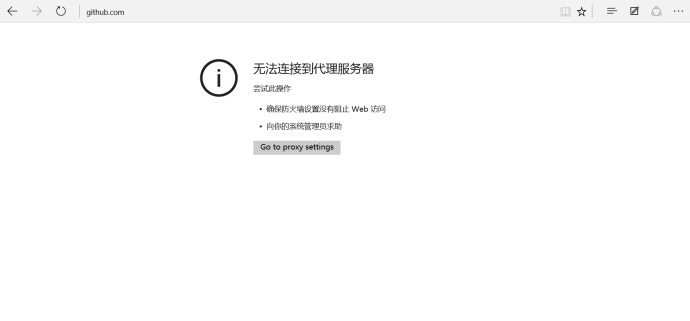 github.com
无法连接到代理服务器
尝试此操作
• 确保防火墙设置没有阻止 Web 访问
• 向你的系统管理员求助
Go to proxy settings